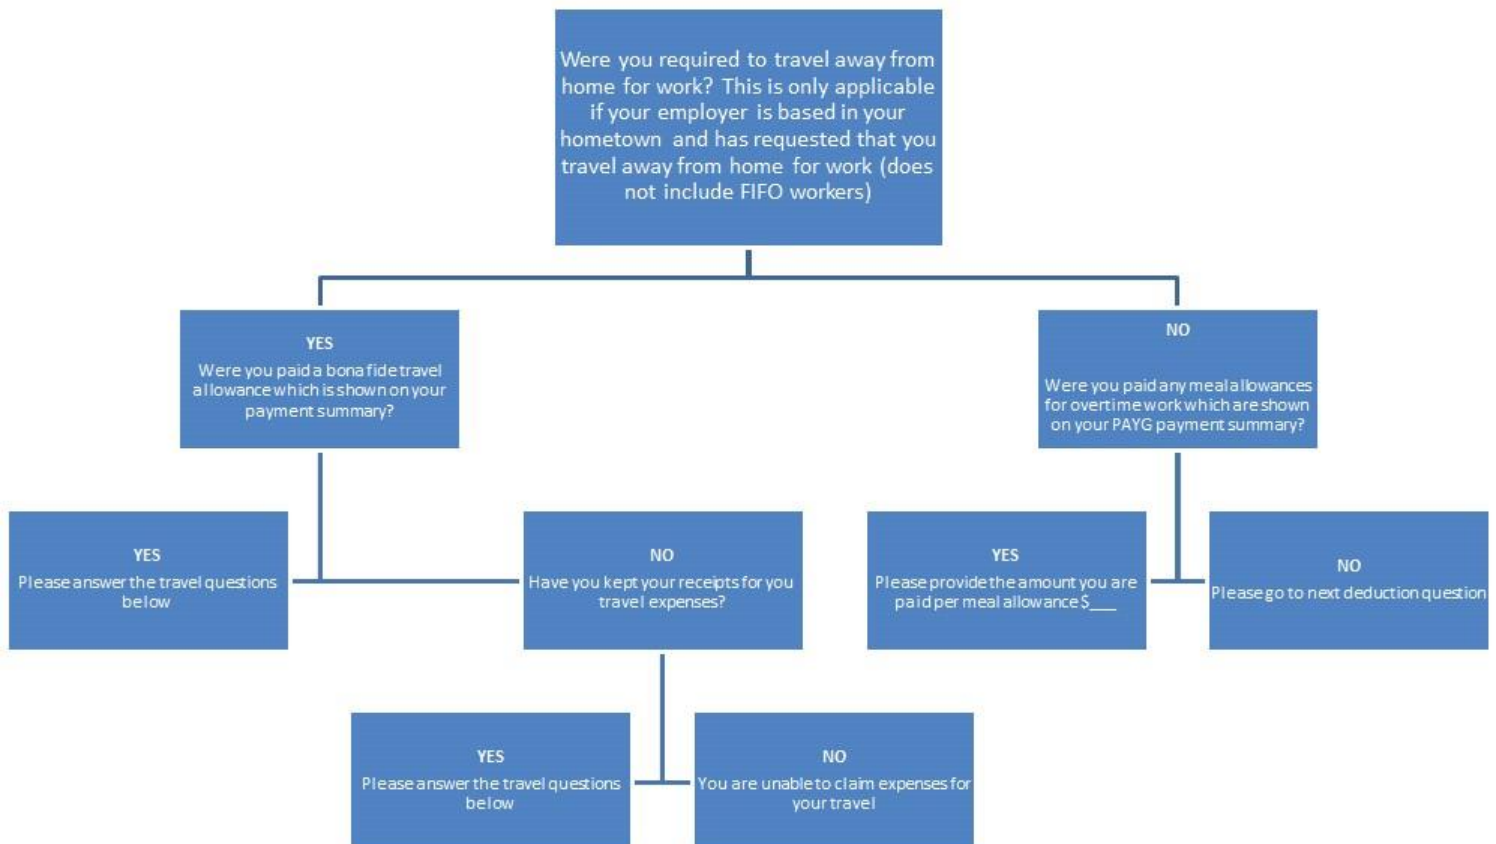 Were you required to travel away from
home for work? This is only applicable
if your employer is based in your
hometown and has requested that you
travel away from home for work (does
not include FIFO workers)
YES
Were you paid a bona fide travel
allowance which is shown on your
payment summary?
NO
Were you paid any meal allowances
for overtime work which are shown
on your PAYG payment summary?
YES
Please answer the travel questions
below
NO
Have you kept your receipts for you
travel expenses?
YES
Please provide the amount you are
paid per meal allowance $___
NO
Please go to next deduction question
YES
Please answer the travel questions
below
NO
You are unable to claim expenses for
your travel